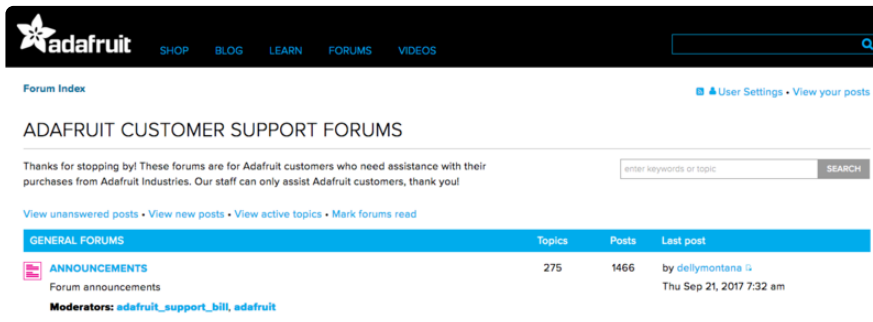 adafruit SHOP BLOG LEARN FORUMS VIDEOS
Forum Index
User Settings • View your posts
ADAFRUIT CUSTOMER SUPPORT FORUMS
Thanks for stopping by! These forums are for Adafruit customers who need assistance with their
purchases from Adafruit Industries. Our staff can only assist Adafruit customers, thank you!
enter keywords or topic SEARCH
View unanswered posts • View new posts • View active topics • Mark forums read
GENERAL FORUMS Topics Posts Last post
ANNOUNCEMENTS 275 1466 by dellymontana
Forum announcements Thu Sep 21, 2017 7:32 am
Moderators: adafruit_support_bill, adafruit